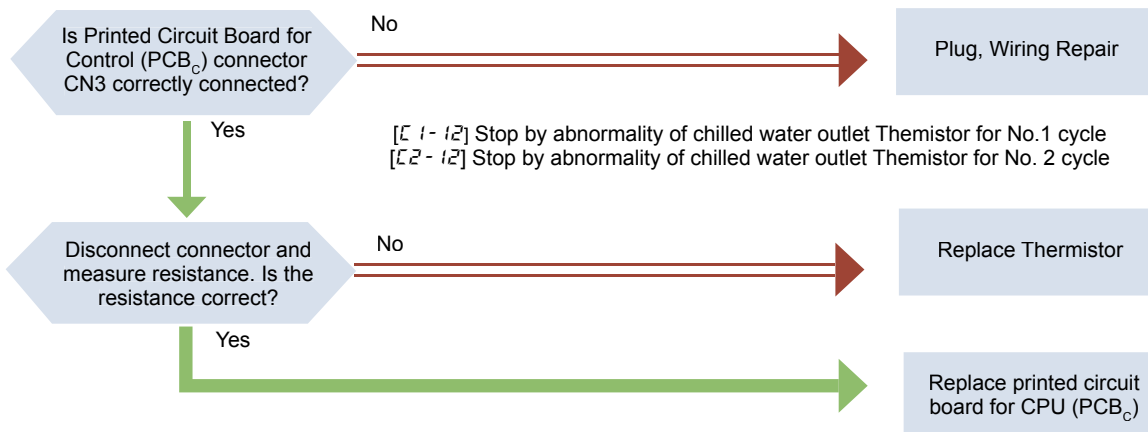 Is Printed Circuit Board for
Control (PCBC) connector
CN3 correctly connected?
No
Plug, Wiring Repair
Yes
[C1-12] Stop by abnormality of chilled water outlet Themistor for No.1 cycle
[C2-12] Stop by abnormality of chilled water outlet Themistor for No. 2 cycle
Disconnect connector and
measure resistance. Is the
resistance correct?
No
Replace Thermistor
Yes
Replace printed circuit
board for CPU (PCBC)